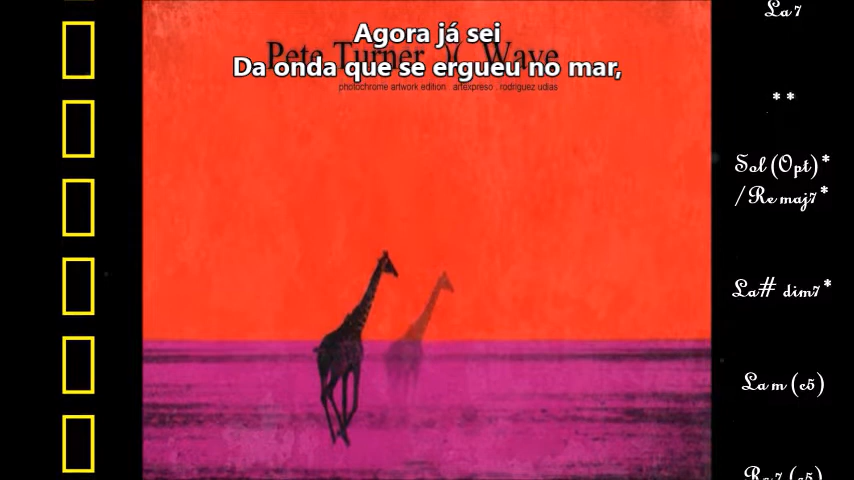 Agora já sei
Pete Turner )( Wave
Da onda que se ergueu no mar,
photochrome artwork edition . artexpreso . rodriguez udias
La 7
**
Sol (Opt)*
/Re maj7*
La# dim7*
La m (c5)